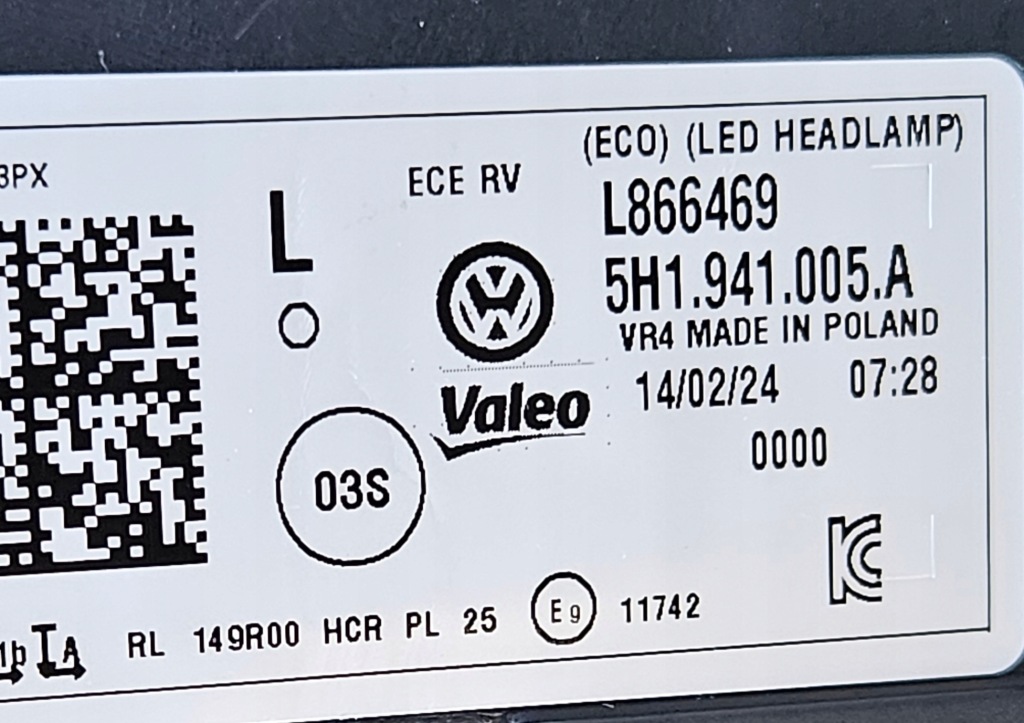 (ECO) (LED HEADLAMP)
3PX
L
ECE RV
L866469
5H1.941.005.A
VR4 MADE IN POLAND
14/02/24 07:28
Valeo
0000
03S
1b A RL 149R00 HCR PL 25 E9 11742